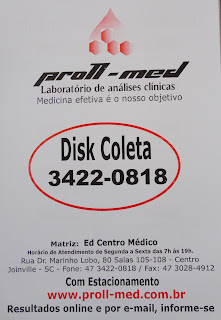 proll-med
Laboratório de análises clínicas
Medicina efetiva é o nosso objetivo
Disk Coleta
3422-0818
Matriz: Ed Centro Médico
Horário de Atendimento de Segunda a Sexta das 7h às 19h.
Rua Dr. Marinho Lobo, 80 Salas 105-108 - Centro
Joinville - SC - Fone: 47 3422-0818 / Fax: 47 3028-4912
Com Estacionamento
www.proll-med.com.br
Resultados online e por e-mail, informe-se